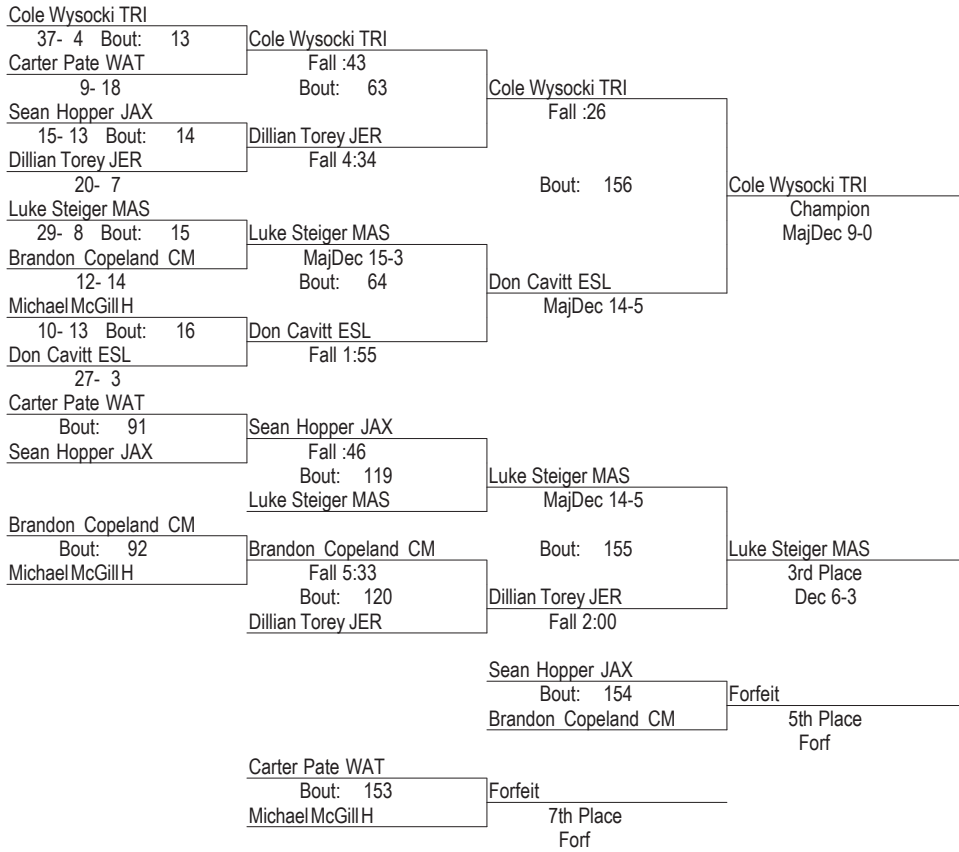 Cole Wysocki TRI
37- 4 Bout: 13 Cole Wysocki TRI
Carter Pate WAT Fall :43
9- 18 Bout: 63 Cole Wysocki TRI
Sean Hopper JAX Fall :26
15- 13 Bout: 14 Dillian Torey JER
Dillian Torey JER Fall 4:34
20- 7 Bout: 156 Cole Wysocki TRI
Luke Steiger MAS Champion
29- 8 Bout: 15 Luke Steiger MAS MajDec 9-0
Brandon Copeland CM MajDec 15-3
12- 14 Bout: 64 Don Cavitt ESL
Michael McGill H MajDec 14-5
10- 13 Bout: 16 Don Cavitt ESL
Don Cavitt ESL Fall 1:55
27- 3
Carter Pate WAT
Bout: 91 Sean Hopper JAX
Sean Hopper JAX Fall :46
Bout: 119 Luke Steiger MAS
Luke Steiger MAS MajDec 14-5
Brandon Copeland CM
Bout: 92 Brandon Copeland CM Bout: 155 Luke Steiger MAS
Michael McGill H Fall 5:33 3rd Place
Bout: 120 Dillian Torey JER Dec 6-3
Dillian Torey JER Fall 2:00
Sean Hopper JAX
Bout: 154 Forfeit
Brandon Copeland CM 5th Place
Forf
Carter Pate WAT
Bout: 153 Forfeit
Michael McGill H 7th Place
Forf